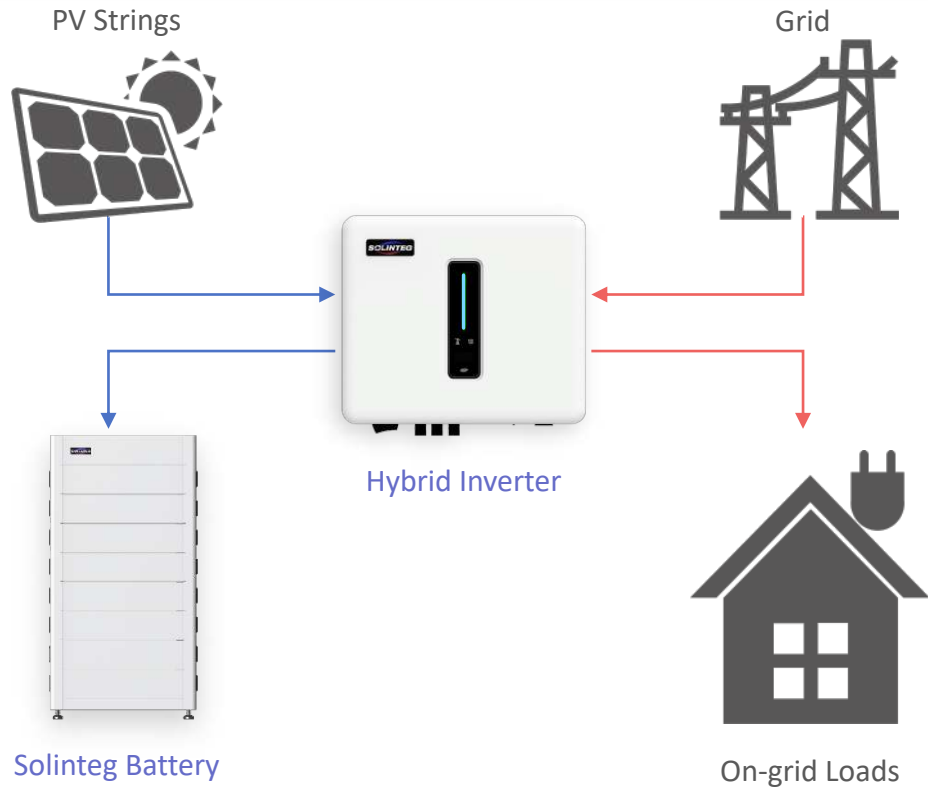 PV Strings
Grid
SOLINTEG
Hybrid Inverter
Solinteg Battery
On-grid Loads